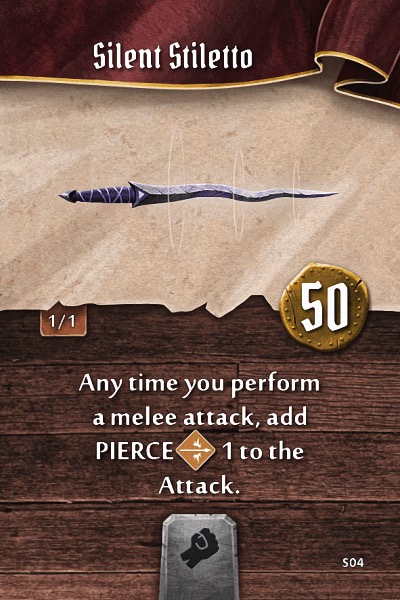 Silent Stiletto
50
1/1
Any time you perform
a melee attack, add
PIERCE 1 to the
Attack.
S04